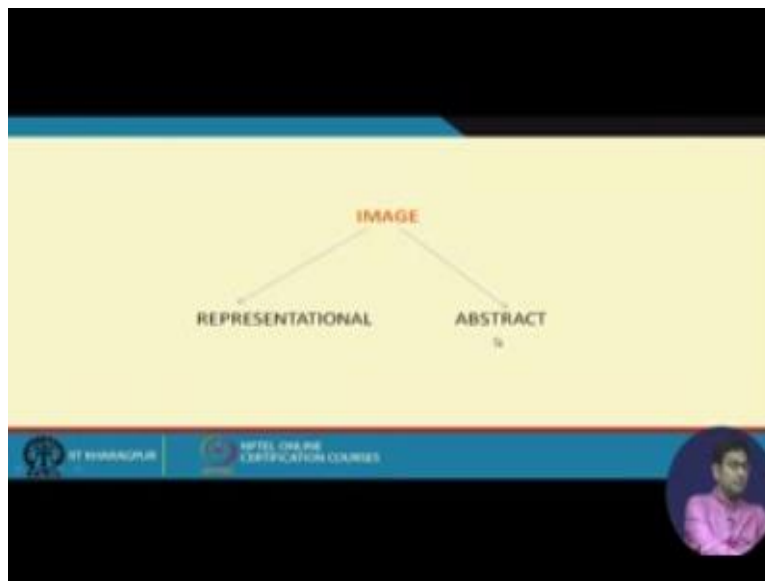 IMAGE
REPRESENTATIONAL ABSTRACT
IIT KHARAGPUR
NPTEL ONLINE
CERTIFICATION COURSES